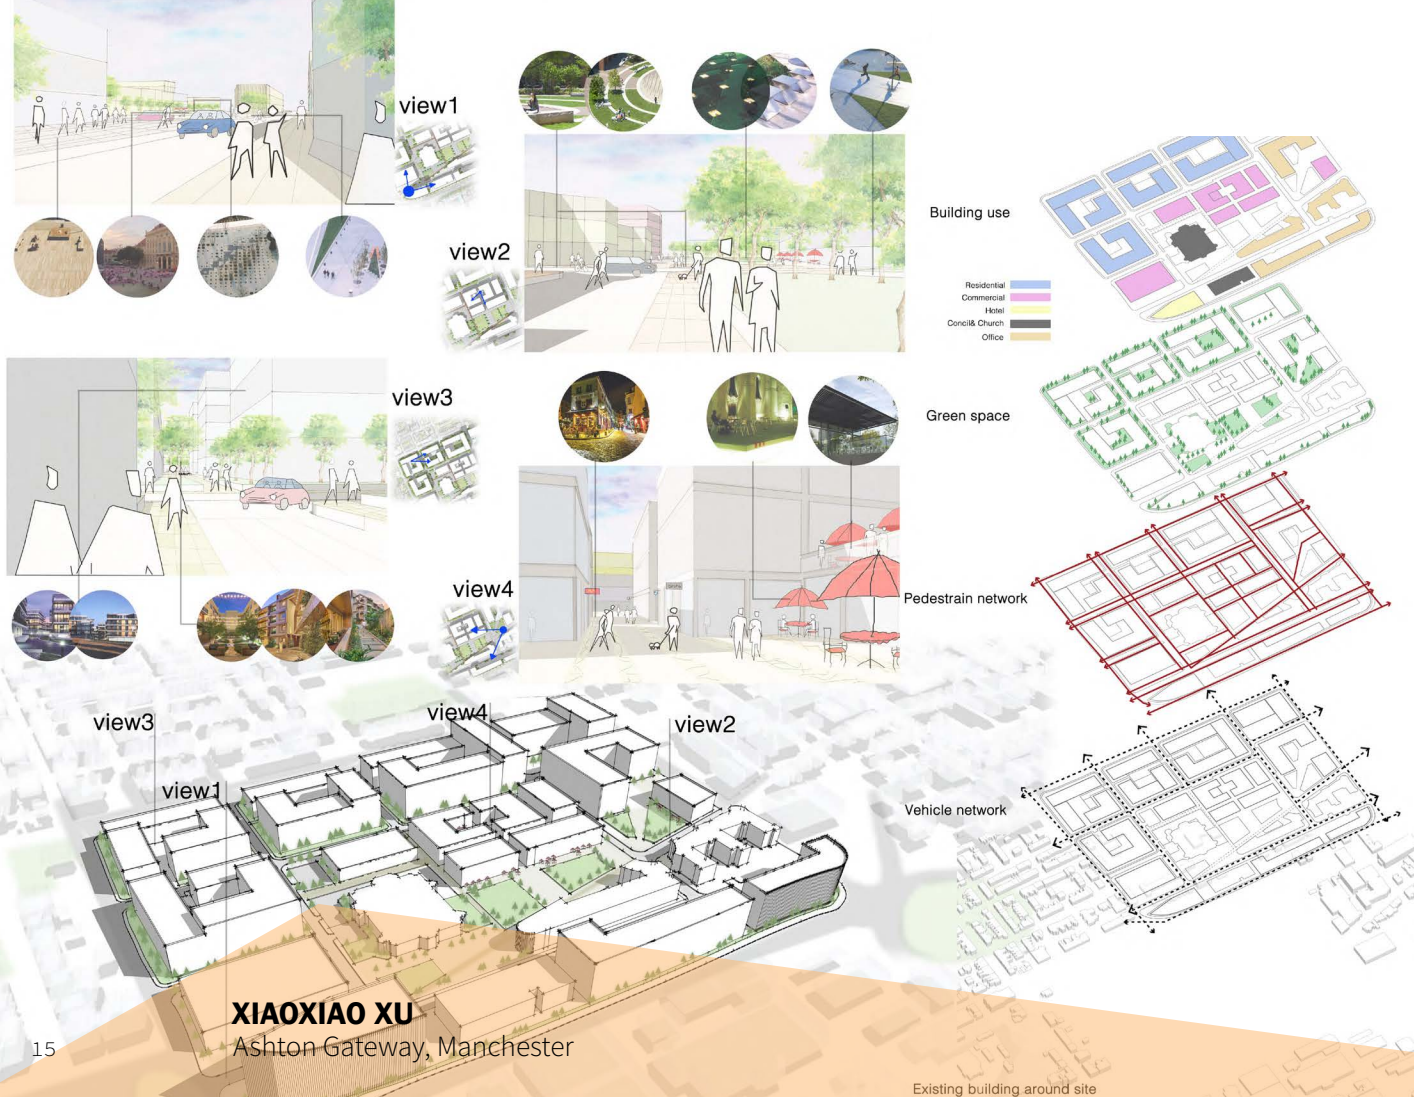 view1
view2
view3
view4
Building use
Residential
Commercial
Hotel
Concil& Church
Office
Green space
Pedestrain network
Vehicle network
view3
view1
view4
view2
XIAOXIAO XU
Ashton Gateway, Manchester
15
Existing building around site